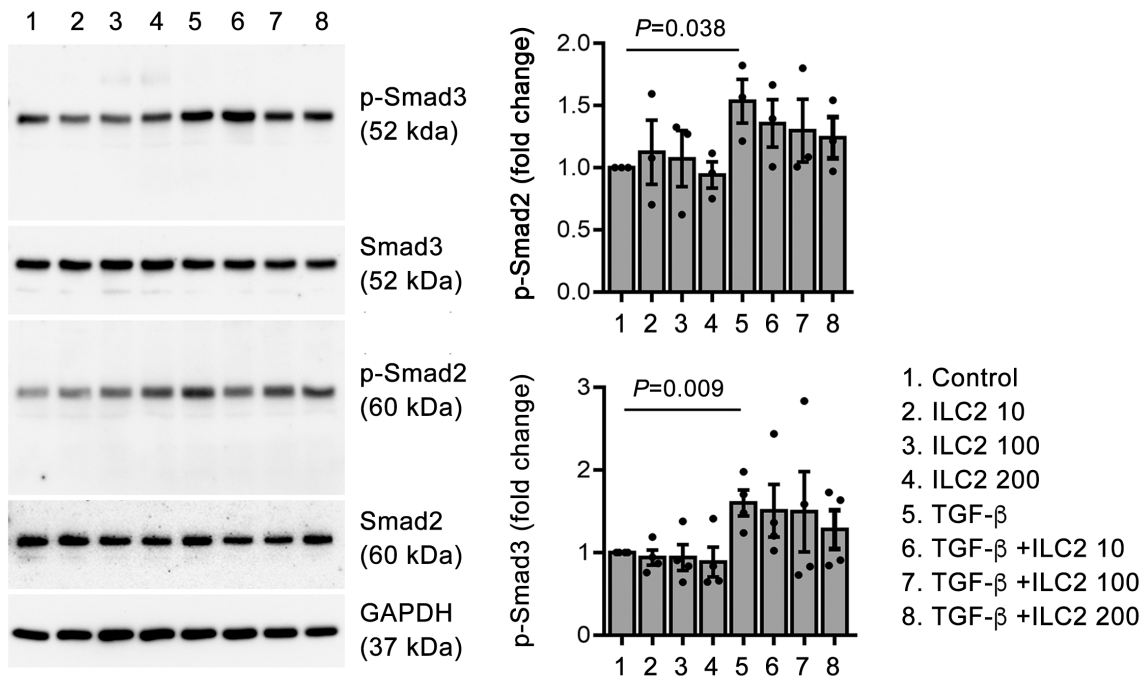 1 2 3 4 5 6 7 8
p-Smad3
(52 kda)
Smad3
(52 kDa)
p-Smad2
(60 kDa)
Smad2
(60 kDa)
GAPDH
(37 kDa)
P=0.038
p-Smad2 (fold change)
2.0
1.5
1.0
0.5
0.0
1 2 3 4 5 6 7 8
P=0.009
p-Smad3 (fold change)
3
2
1
0
1 2 3 4 5 6 7 8
1. Control
2. ILC2 10
3. ILC2 100
4. ILC2 200
5. TGF-β
6. TGF-β +ILC2 10
7. TGF-β +ILC2 100
8. TGF-β +ILC2 200